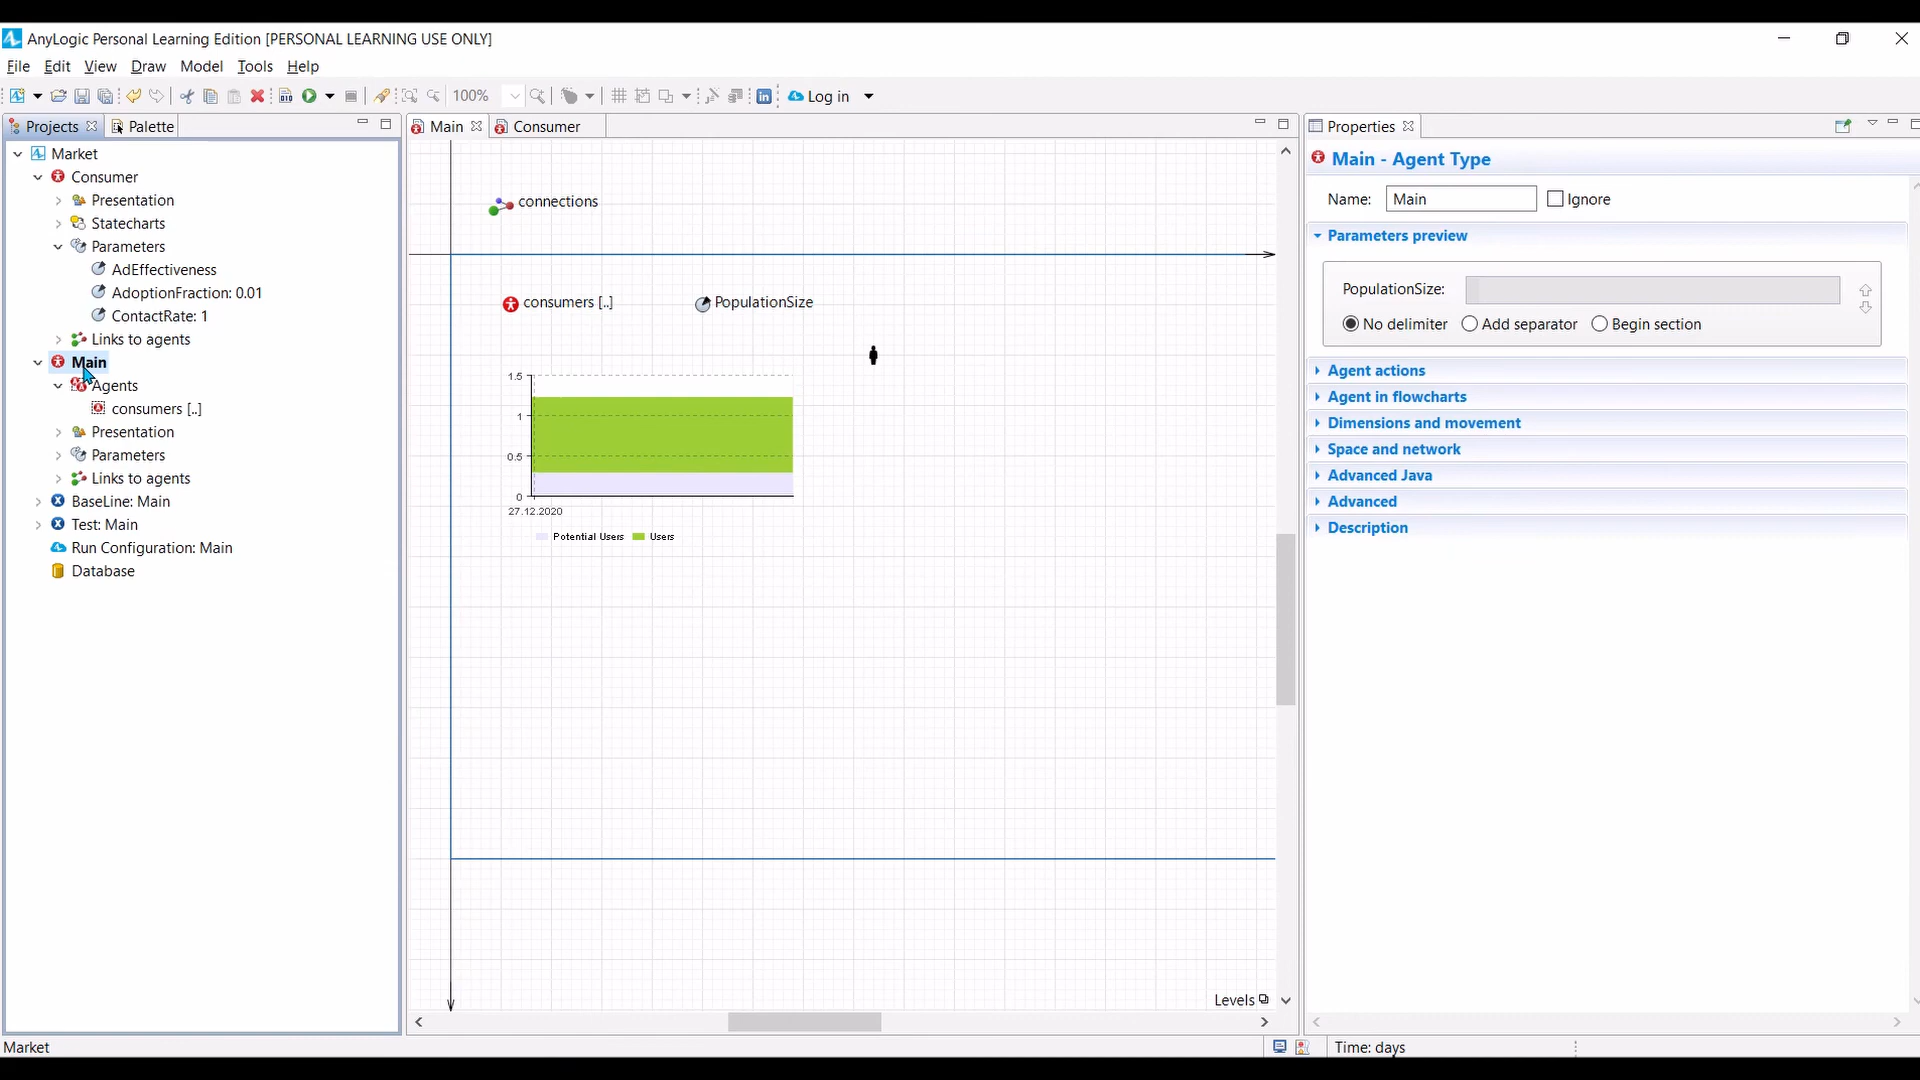 AnyLogic Personal Learning Edition [PERSONAL LEARNING USE ONLY]
File Edit View Draw Model Tools Help
100% Log in
Projects Palette
Market
Consumer
Presentation
Statecharts
Parameters
AdEffectiveness
AdoptionFraction: 0.01
ContactRate: 1
Links to agents
Main
Agents
consumers [..]
Presentation
Parameters
Links to agents
BaseLine: Main
Test: Main
Run Configuration: Main
Database
Main Consumer
connections
consumers [..] PopulationSize
1.5
1
0.5
0
27.12.2020
Potential Users Users
Levels
Properties
Main - Agent Type
Name: Main Ignore
Parameters preview
PopulationSize:
No delimiter Add separator Begin section
Agent actions
Agent in flowcharts
Dimensions and movement
Space and network
Advanced Java
Advanced
Description
Market Time: days